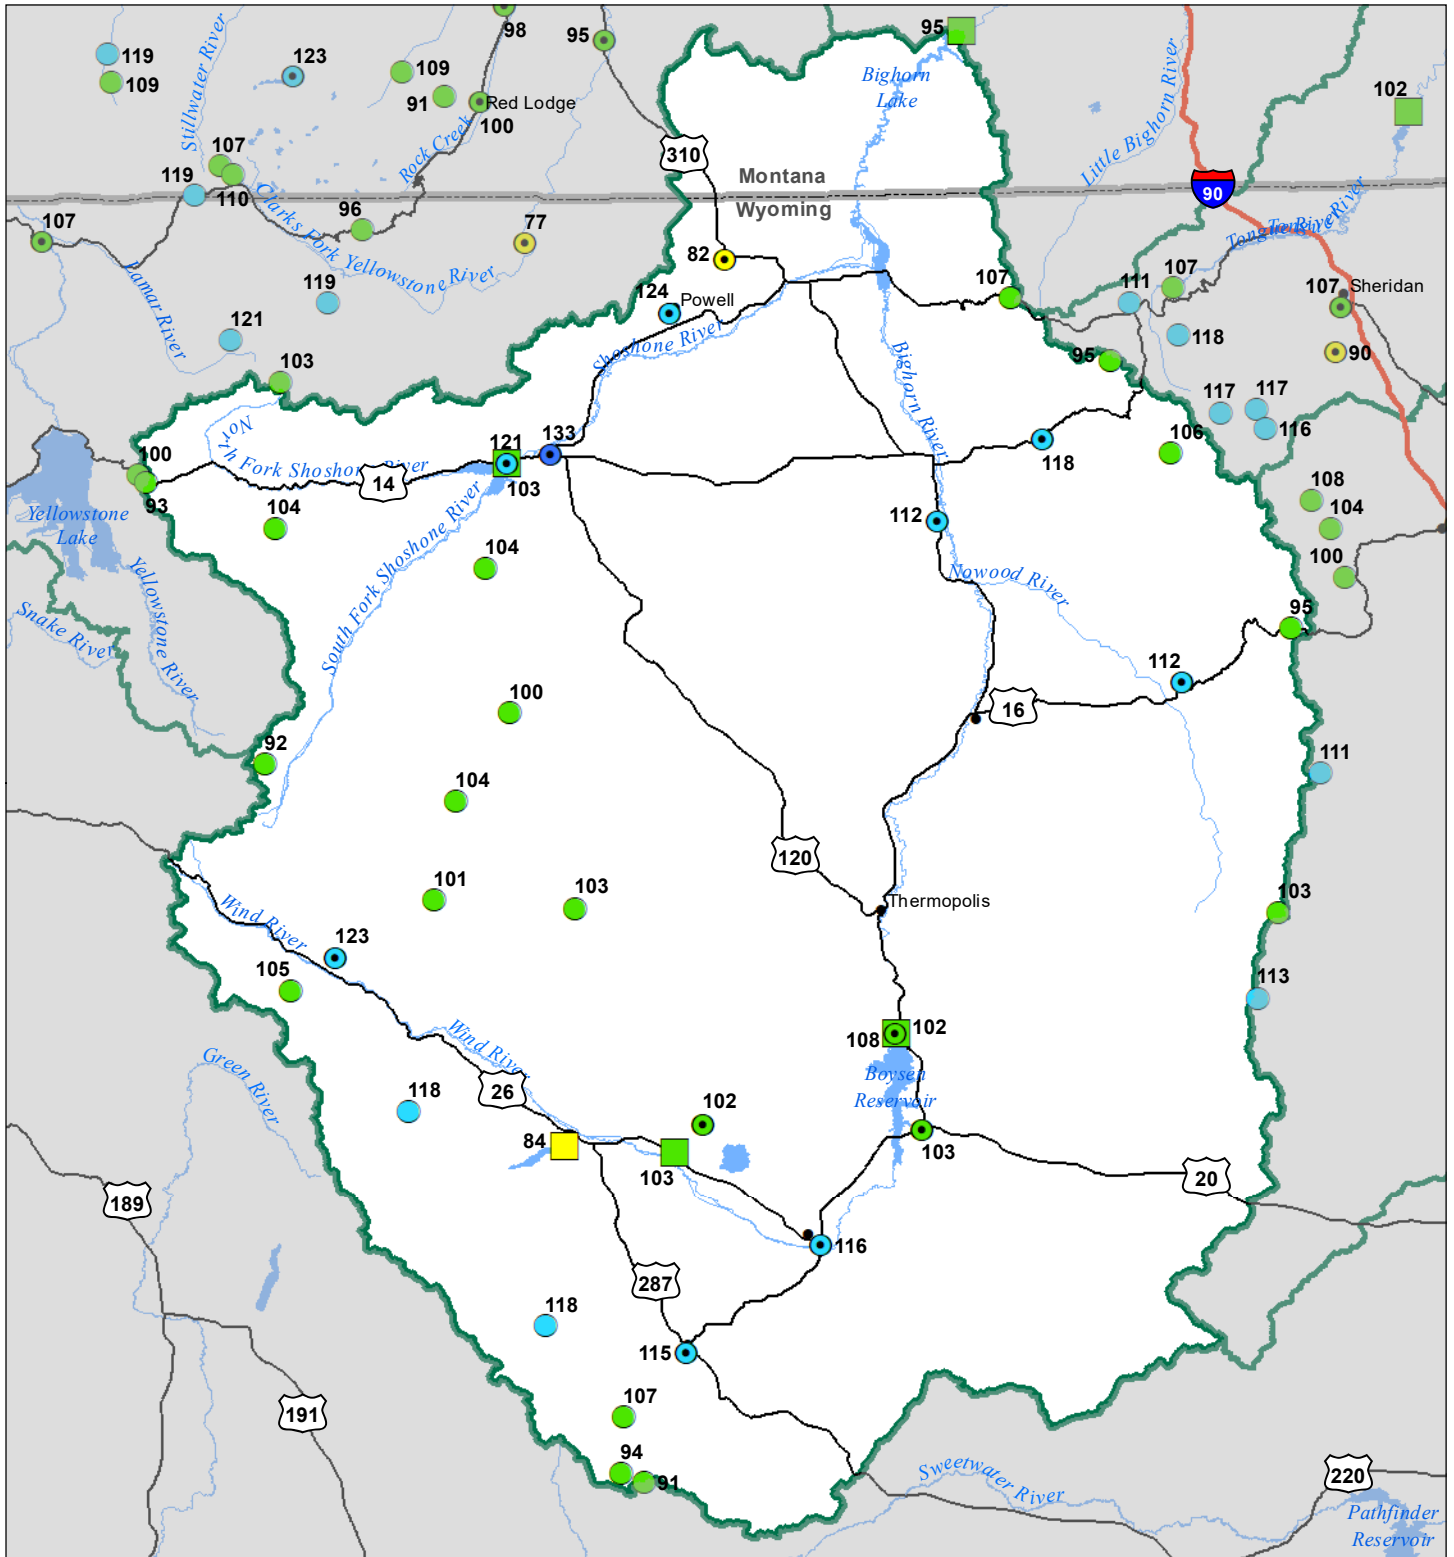 98
95
95
119
109
123
109
91
Red Lodge
100
Stillwater River
Rock Creek
Bighorn
Lake
Little Bighorn River
102
107
119
110
310
Montana
Wyoming
90
Clarks Fork Yellowstone River
96
77
107
82
Tongue River
Lamar River
119
124
Powell
107
111
107
107
Sheridan
121
Shoshone River
118
90
103
Bighorn River
95
117
117
116
North Fork Shoshone River
100
93
14
121
103
133
118
106
108
104
100
Yellowstone
Lake
104
104
112
South Fork Shoshone River
Yellowstone River
Snake River
Nowood River
95
112
100
16
92
111
104
120
101
103
Thermopolis
103
Wind River
123
105
113
108
102
Wind River
Green River
Boysen
Reservoir
118
26
102
84
103
103
20
189
116
287
118
115
191
107
94
91
Sweetwater River
220
Pathfinder
Reservoir